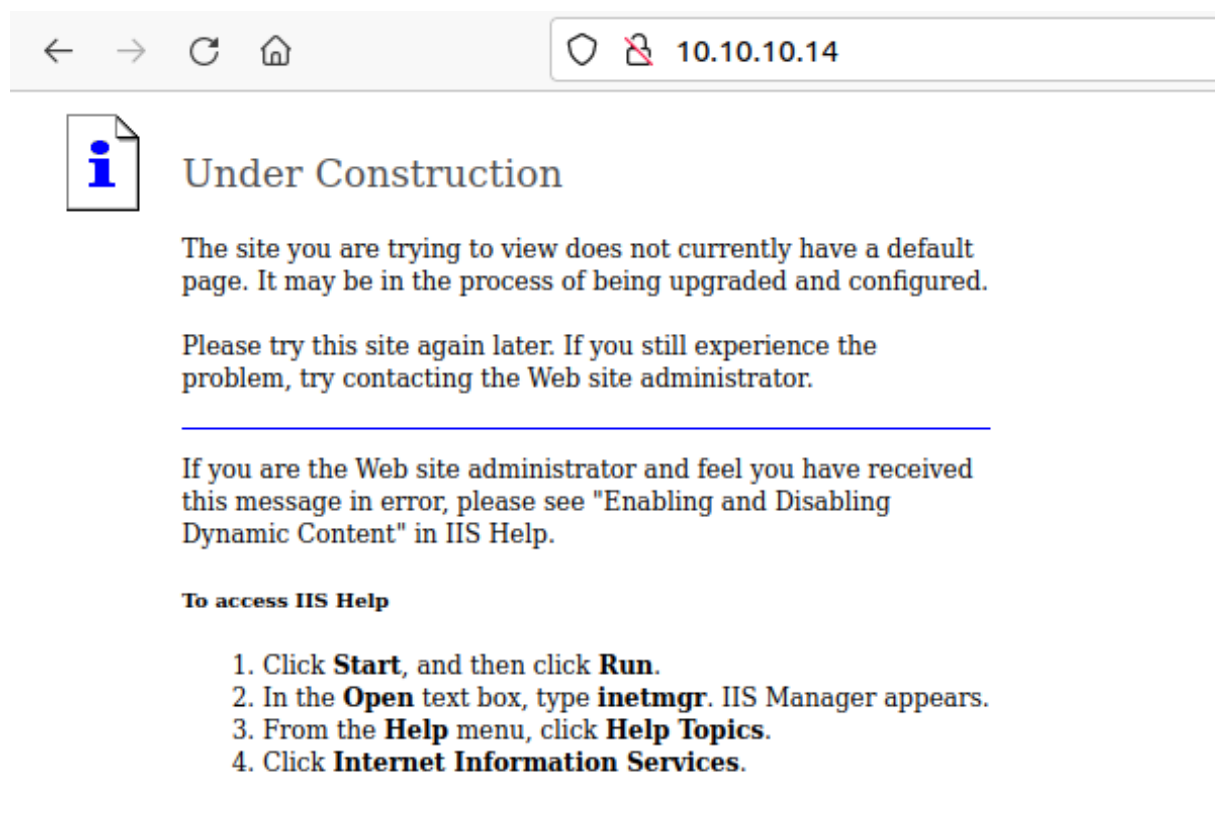 10.10.10.14
i
Under Construction
The site you are trying to view does not currently have a default
page. It may be in the process of being upgraded and configured.
Please try this site again later. If you still experience the
problem, try contacting the Web site administrator.
If you are the Web site administrator and feel you have received
this message in error, please see "Enabling and Disabling
Dynamic Content" in IIS Help.
To access IIS Help
1. Click Start, and then click Run.
2. In the Open text box, type inetmgr. IIS Manager appears.
3. From the Help menu, click Help Topics.
4. Click Internet Information Services.